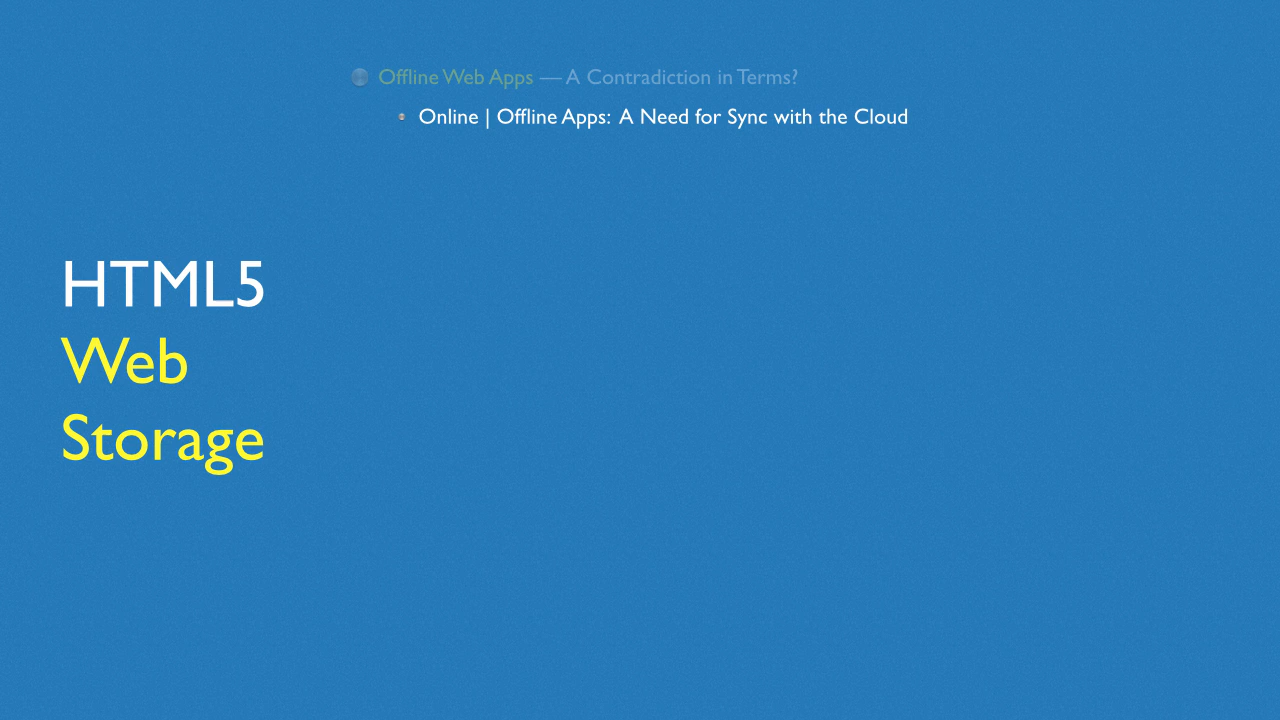 Offline Web Apps — A Contradiction in Terms?
Online | Offline Apps: A Need for Sync with the Cloud
HTML5
Web
Storage